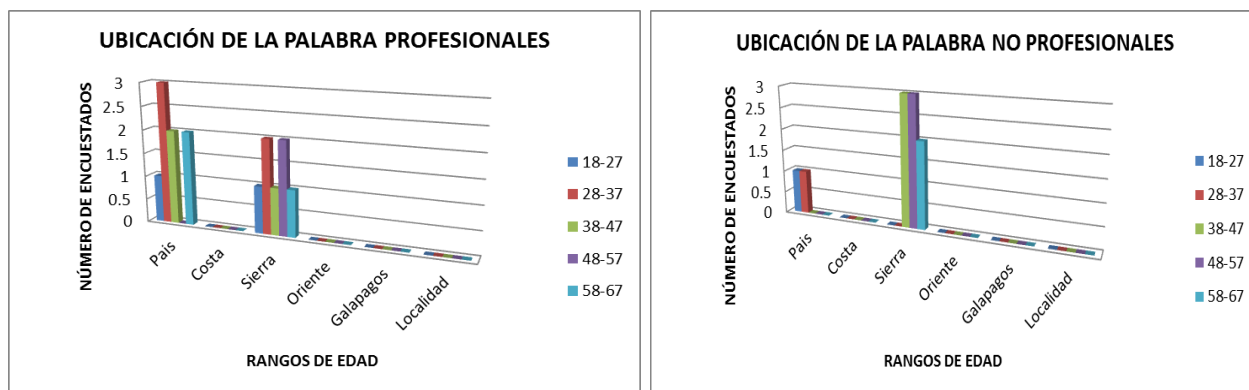 UBICACIÓN DE LA PALABRA PROFESIONALES
NÚMERO DE ENCUESTADOS
3
2.5
2
1.5
1
0.5
0
País
Costa
Sierra
Oriente
Galapagos
Localidad
RANGOS DE EDAD
18-27
28-37
38-47
48-57
58-67
UBICACIÓN DE LA PALABRA NO PROFESIONALES
NÚMERO DE ENCUESTADOS
3
2.5
2
1.5
1
0.5
0
País
Costa
Sierra
Oriente
Galapagos
Localidad
RANGOS DE EDAD
18-27
28-37
38-47
48-57
58-67